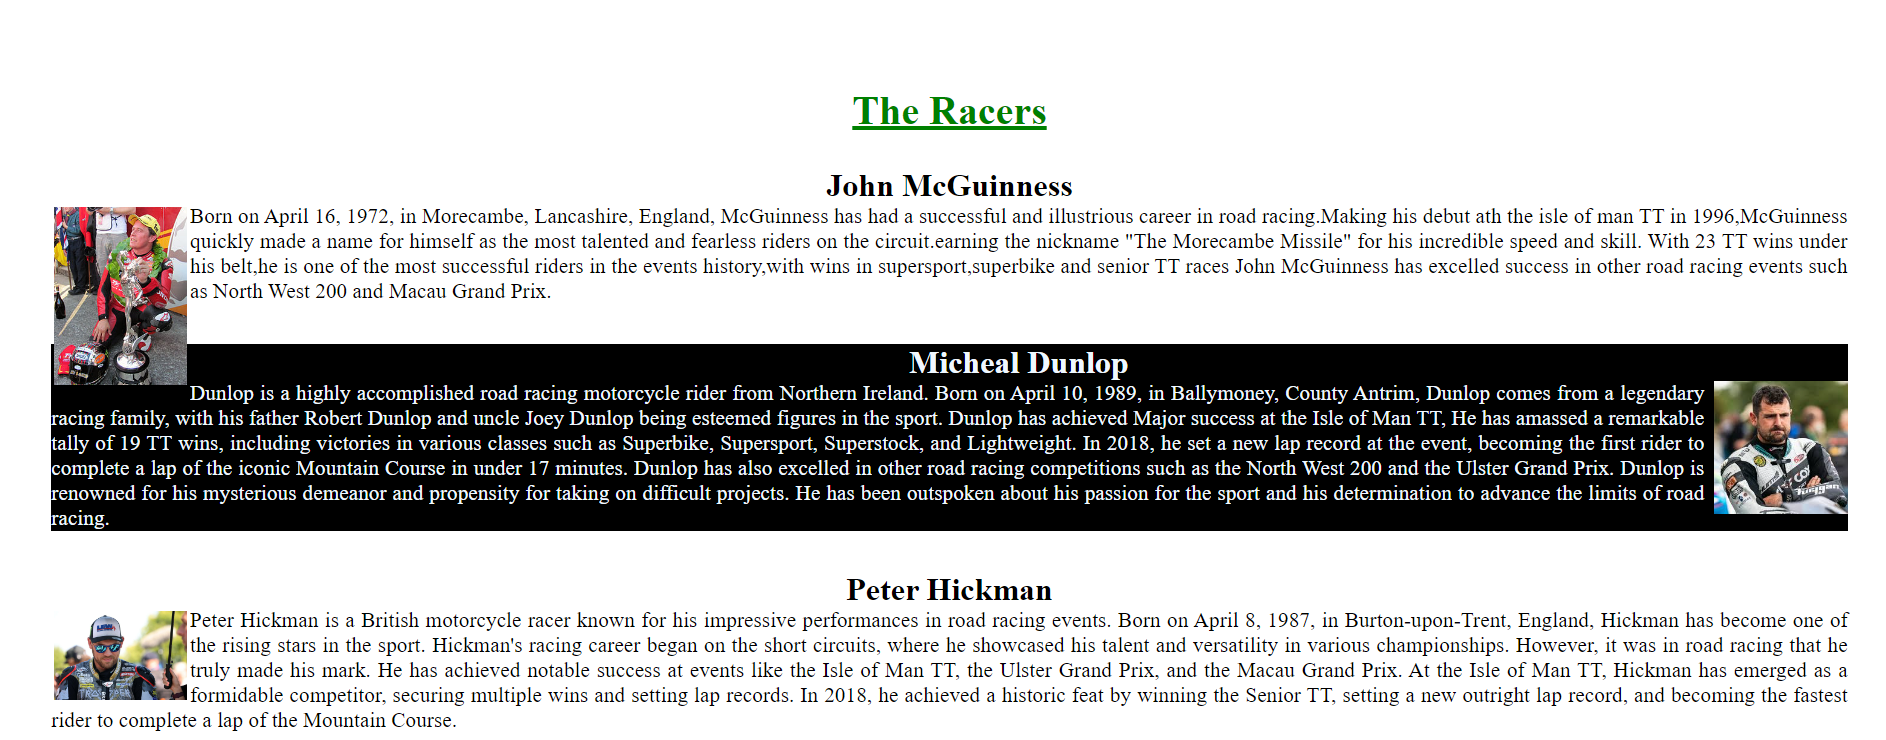 The Racers
John McGuinness
Born on April 16, 1972, in Morecambe, Lancashire, England, McGuinness has had a successful and illustrious career in road racing.Making his debut ath the isle of man TT in 1996,McGuinness
quickly made a name for himself as the most talented and fearless riders on the circuit.earning the nickname "The Morecambe Missile" for his incredible speed and skill. With 23 TT wins under
his belt,he is one of the most successful riders in the events history,with wins in supersport,superbike and senior TT races John McGuinness has excelled success in other road racing events such
as North West 200 and Macau Grand Prix.
Micheal Dunlop
Dunlop is a highly accomplished road racing motorcycle rider from Northern Ireland. Born on April 10, 1989, in Ballymoney, County Antrim, Dunlop comes from a legendary
racing family, with his father Robert Dunlop and uncle Joey Dunlop being esteemed figures in the sport. Dunlop has achieved Major success at the Isle of Man TT, He has amassed a remarkable
tally of 19 TT wins, including victories in various classes such as Superbike, Supersport, Superstock, and Lightweight. In 2018, he set a new lap record at the event, becoming the first rider to
complete a lap of the iconic Mountain Course in under 17 minutes. Dunlop has also excelled in other road racing competitions such as the North West 200 and the Ulster Grand Prix. Dunlop is
renowned for his mysterious demeanor and propensity for taking on difficult projects. He has been outspoken about his passion for the sport and his determination to advance the limits of road
racing.
Peter Hickman
Peter Hickman is a British motorcycle racer known for his impressive performances in road racing events. Born on April 8, 1987, in Burton-upon-Trent, England, Hickman has become one of
the rising stars in the sport. Hickman's racing career began on the short circuits, where he showcased his talent and versatility in various championships. However, it was in road racing that he
truly made his mark. He has achieved notable success at events like the Isle of Man TT, the Ulster Grand Prix, and the Macau Grand Prix. At the Isle of Man TT, Hickman has emerged as a
formidable competitor, securing multiple wins and setting lap records. In 2018, he achieved a historic feat by winning the Senior TT, setting a new outright lap record, and becoming the fastest
rider to complete a lap of the Mountain Course.